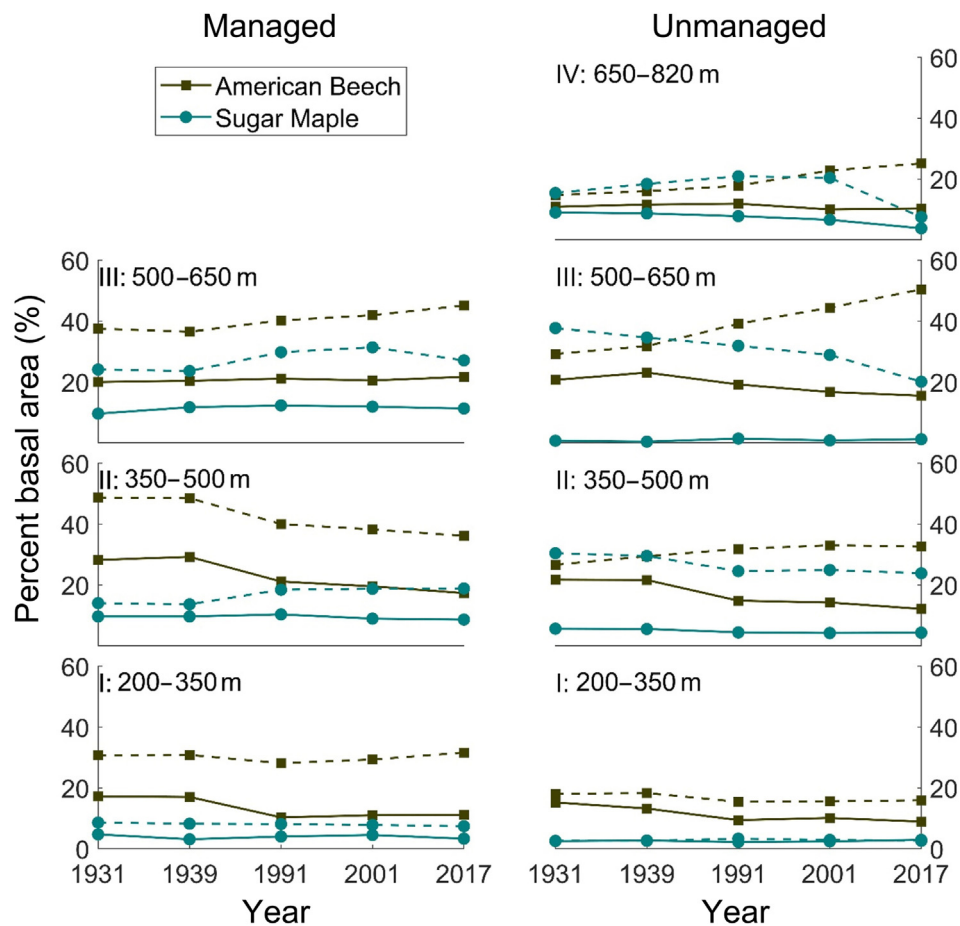 Managed
Unmanaged
American Beech
Sugar Maple
IV: 650–820 m
60
40
20
Percent basal area (%)
60
40
20
III: 500–650 m
III: 500–650 m
60
40
20
60
40
20
II: 350–500 m
II: 350–500 m
60
40
20
60
40
20
0
I: 200–350 m
I: 200–350 m
60
40
20
0
1931 1939 1991 2001 2017
1931 1939 1991 2001 2017
Year
Year